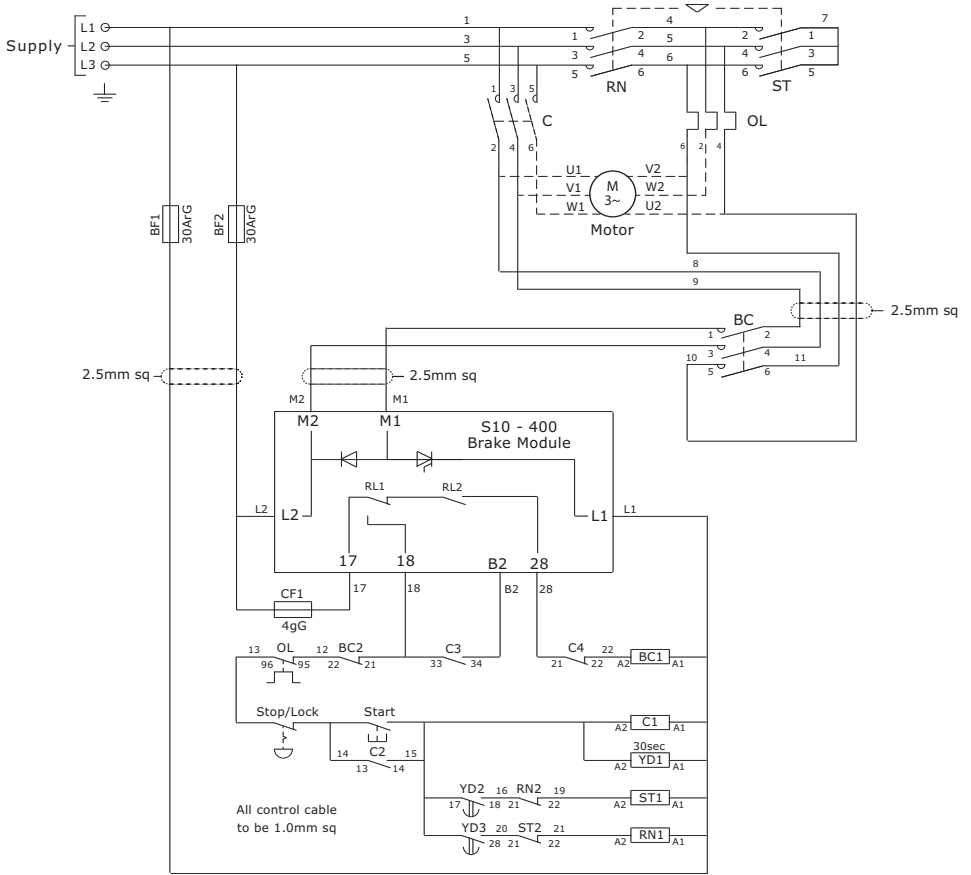 1 4 7
L1 1 2 2 1
Supply L2 3 5
3 4 4 3
L3 5 6
5 6 6 5
RN ST
1 3 5
C OL
2 4 6 6 2 4
U1 V2
V1 M W2
3~
W1 U2
Motor
BF1 30ArG BF2 30ArG
8
9
2.5mm sq
BC
1 2
3 4
10 11
5 6
2.5mm sq 2.5mm sq
M2 M1
M2 M1
S10 - 400
Brake Module
RL1 RL2
L2 L2 L1 L1
17 18 B2 28
17 18 B2 28
CF1
4gG
13 OL 12 BC2 C3 C4 22
96 95 22 21 33 34 21 22 A2 BC1 A1
Stop/Lock Start
A2 C1 A1
14 C2 15 30sec
13 14 A2 YD1 A1
YD2 16 RN2 19
17 18 21 22 A2 ST1 A1
YD3 20 ST2 21
28 21 22 A2 RN1 A1
All control cable
to be 1.0mm sq